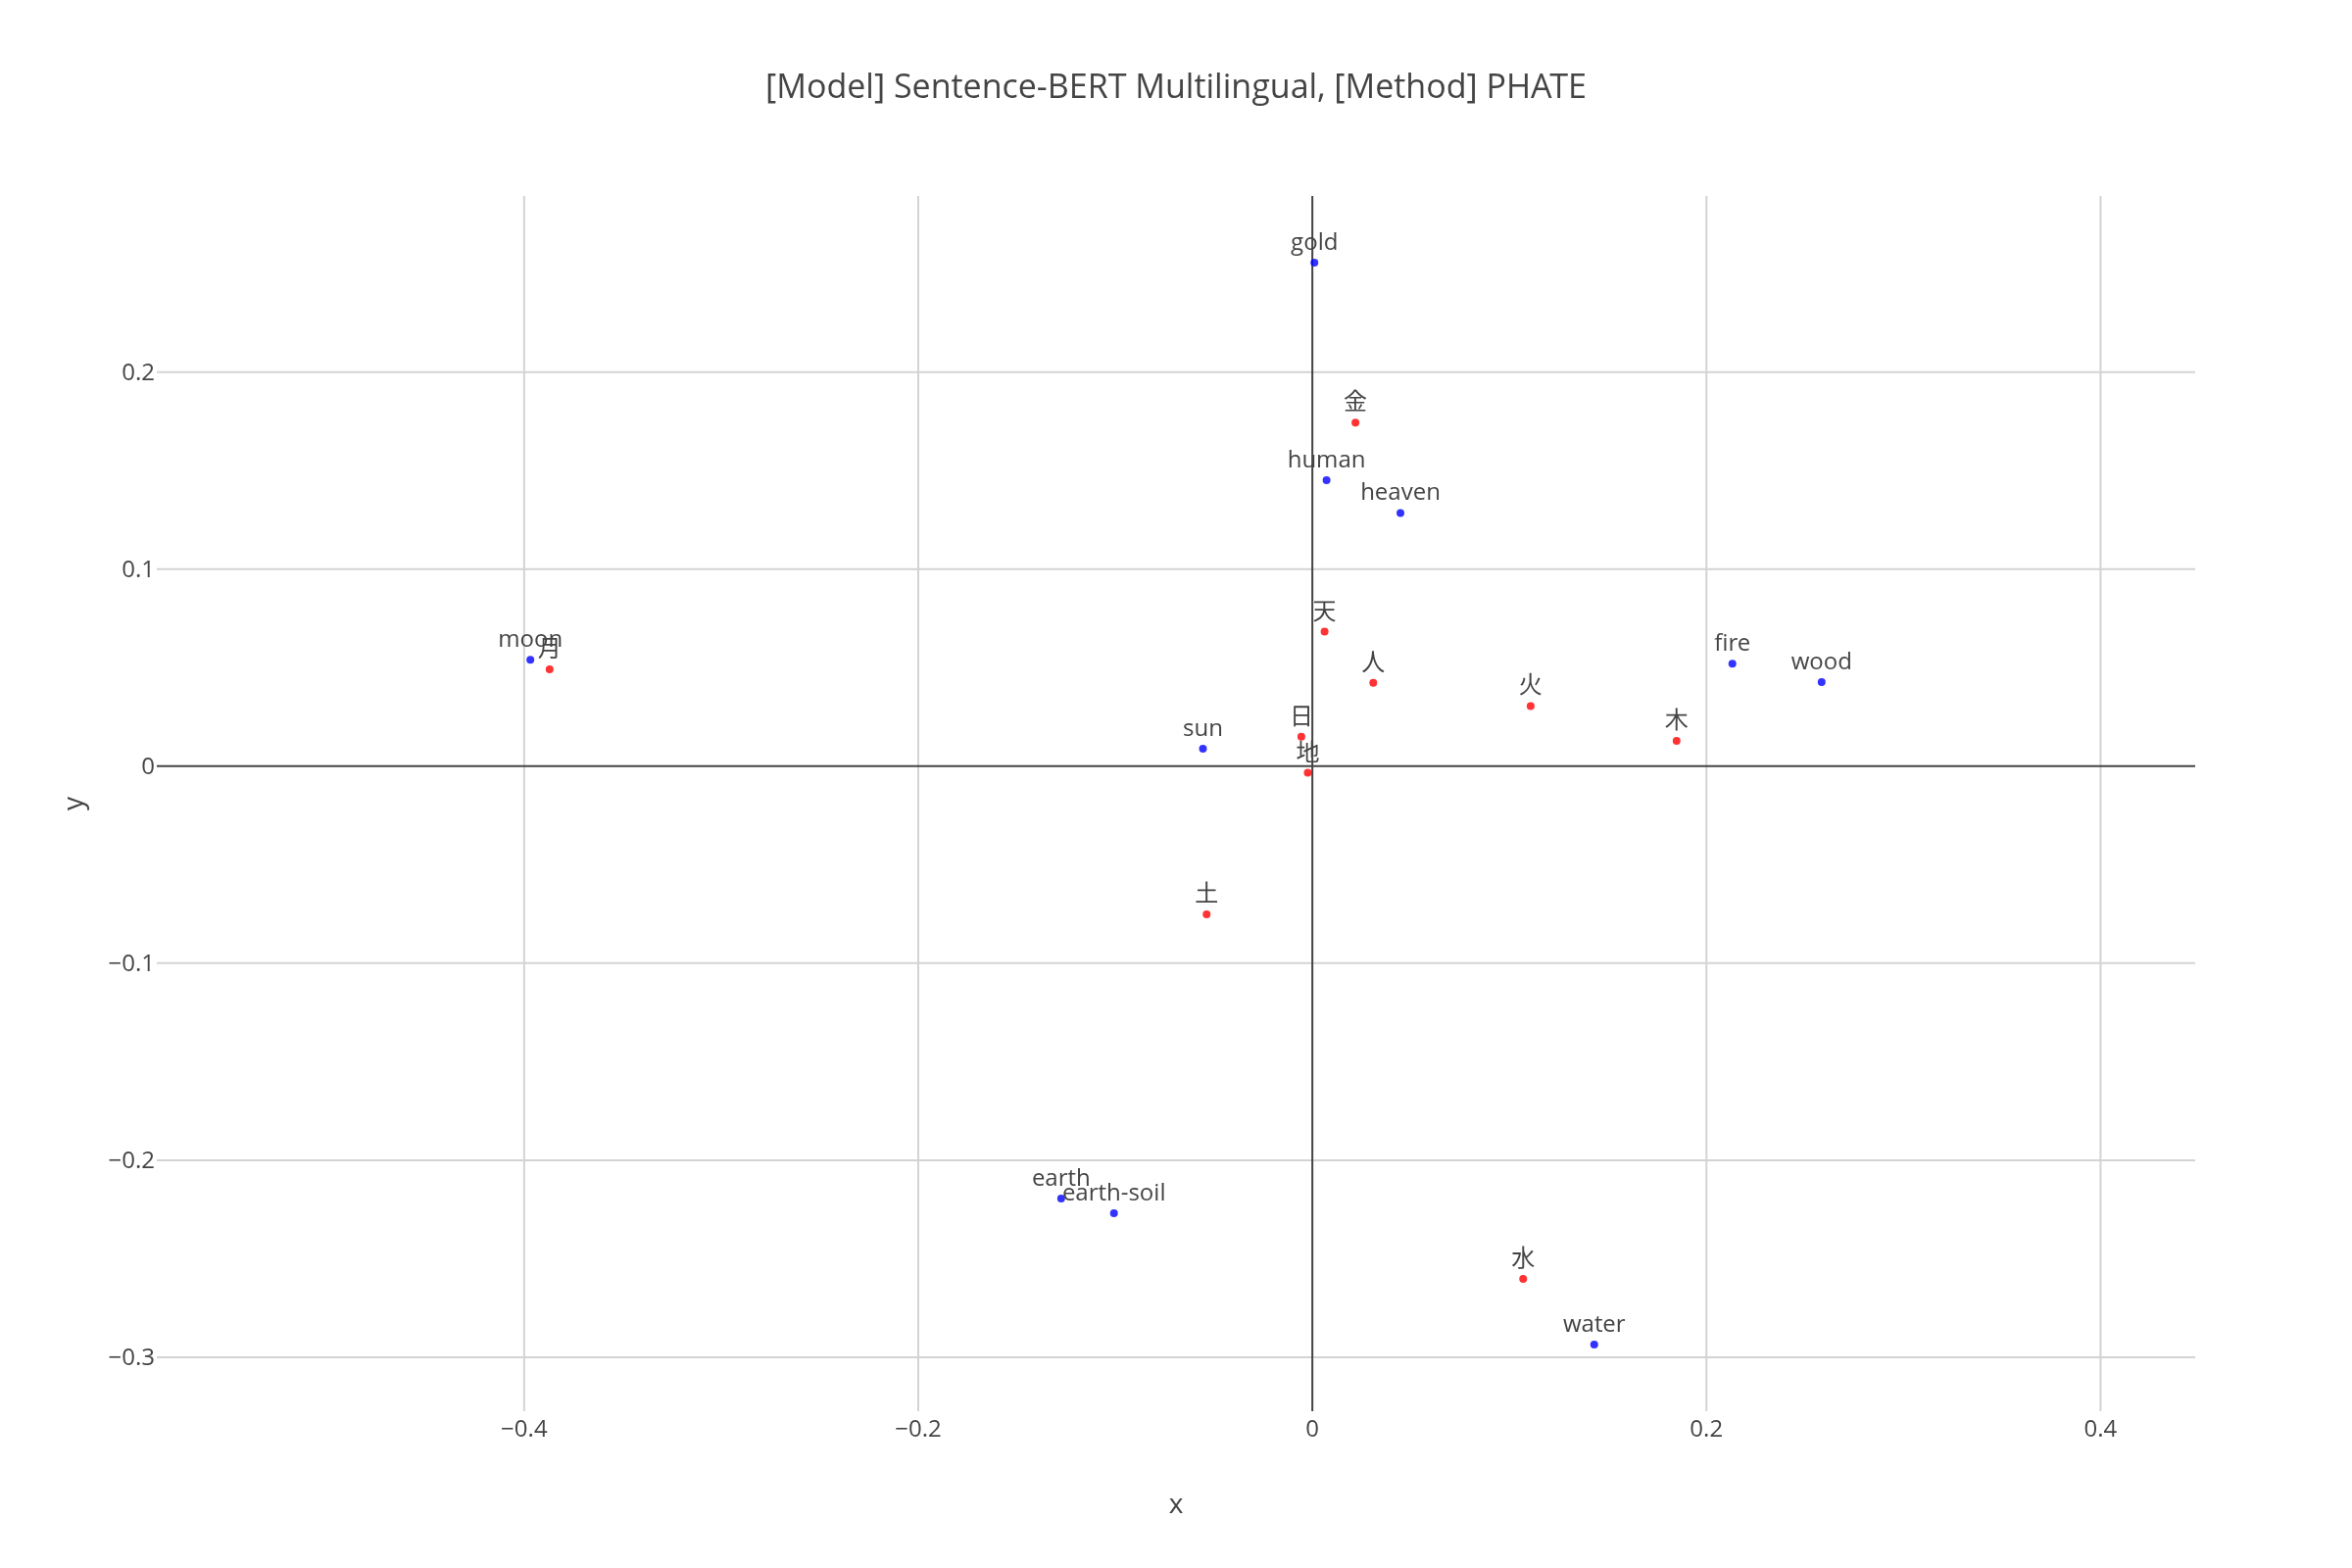 [Model] Sentence-BERT Multilingual, [Method] PHATE
gold
0.2
金
human
heaven
0.1
天
moon
月
人
fire
wood
火
日
木
sun
地
0
y
土
−0.1
earth
earth-soil
−0.2
水
water
−0.3
−0.4
−0.2
0
0.2
0.4
x